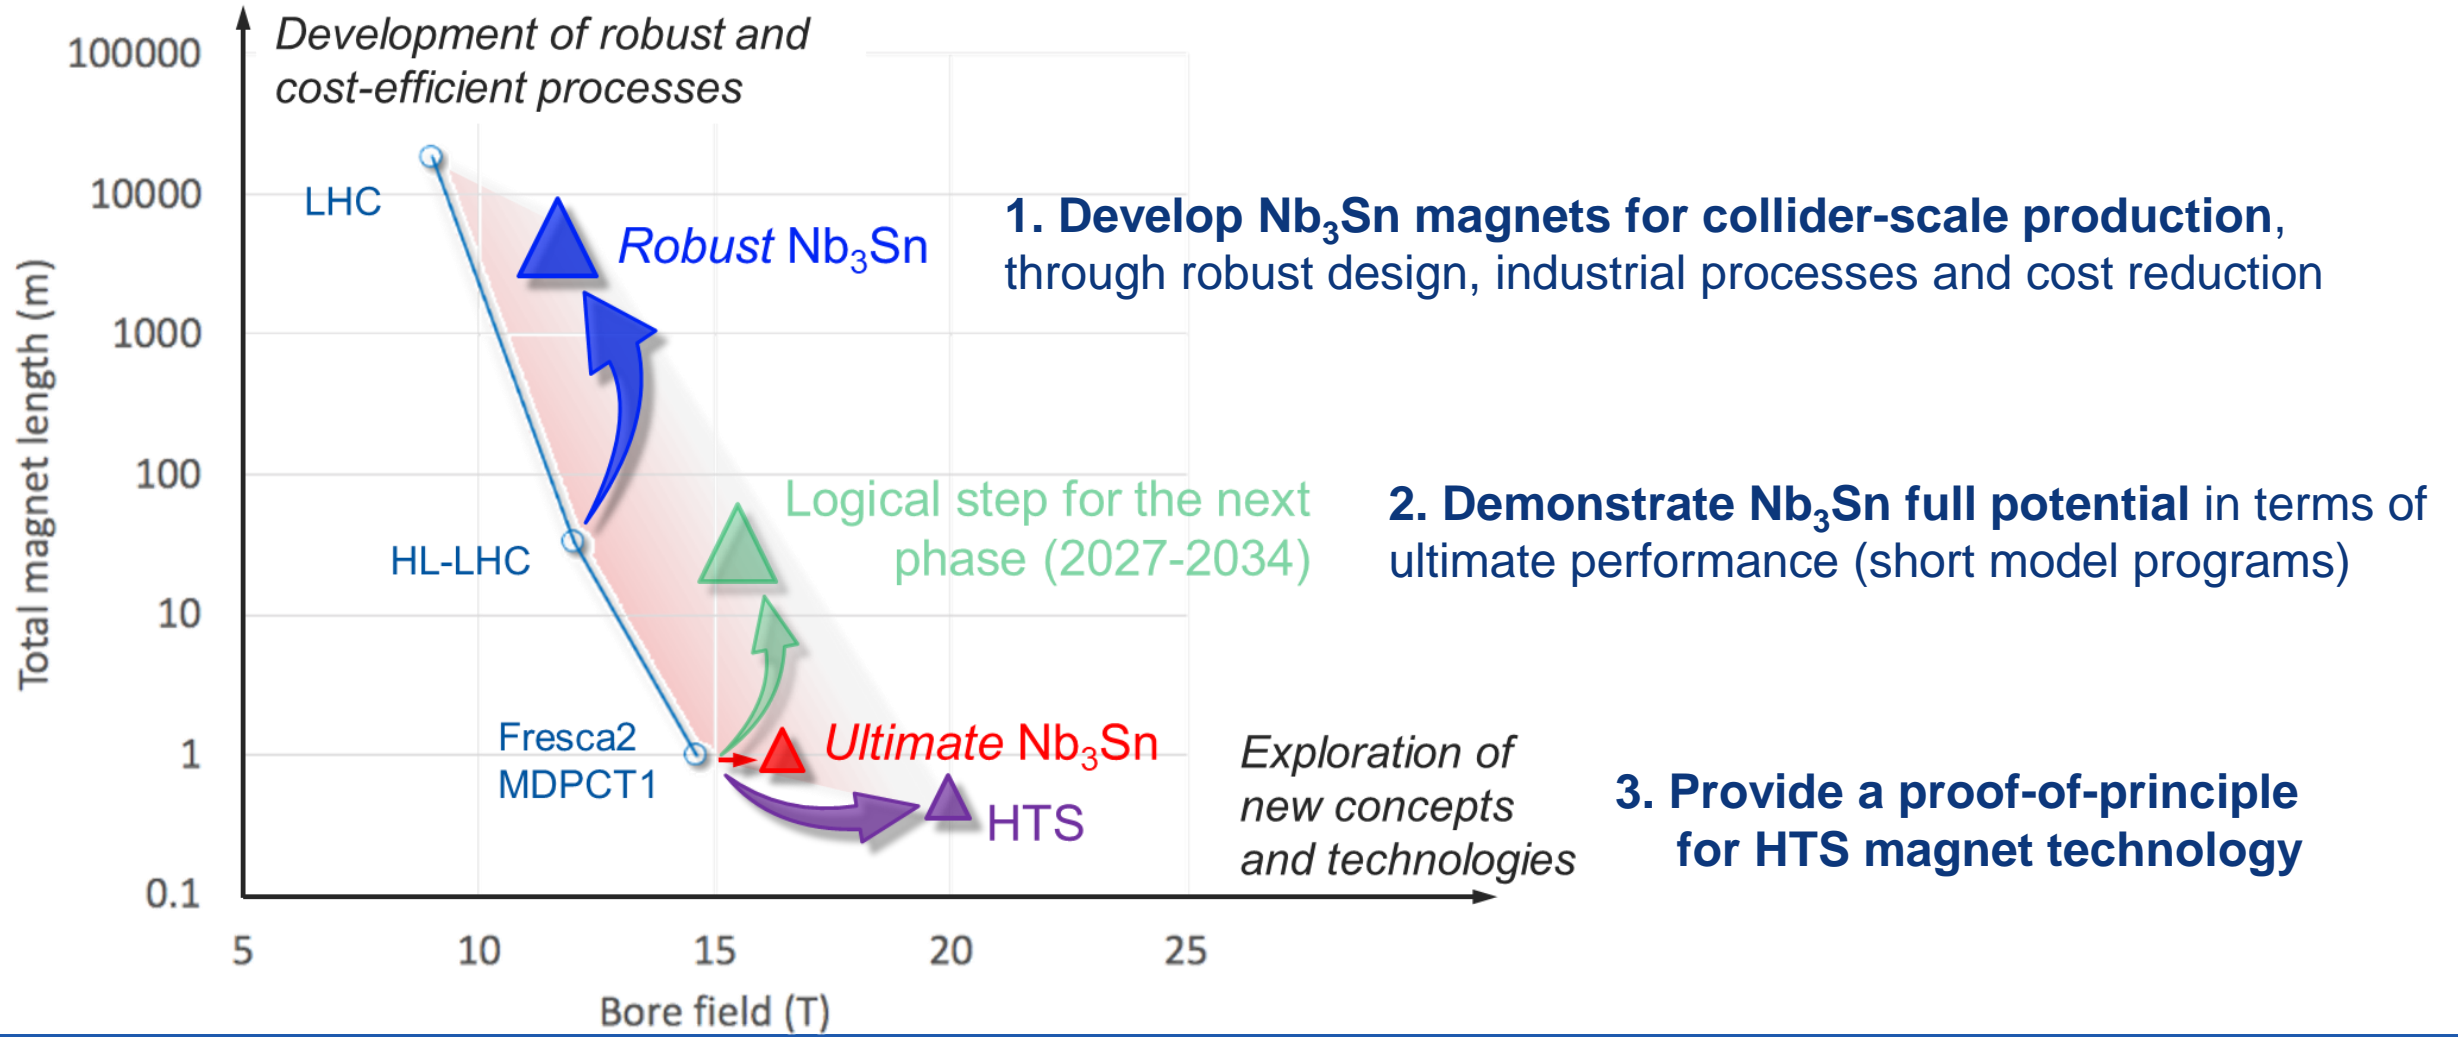 Development of robust and
cost-efficient processes
100000
10000
1000
100
10
1
0.1
Total magnet length (m)
LHC
Robust Nb₃Sn
1. Develop Nb₃Sn magnets for collider-scale production,
through robust design, industrial processes and cost reduction
HL-LHC
Logical step for the next
phase (2027-2034)
2. Demonstrate Nb₃Sn full potential in terms of
ultimate performance (short model programs)
Fresca2
MDPCT1
Ultimate Nb₃Sn
HTS
Exploration of
new concepts
and technologies
3. Provide a proof-of-principle
for HTS magnet technology
5 10 15 20 25
Bore field (T)